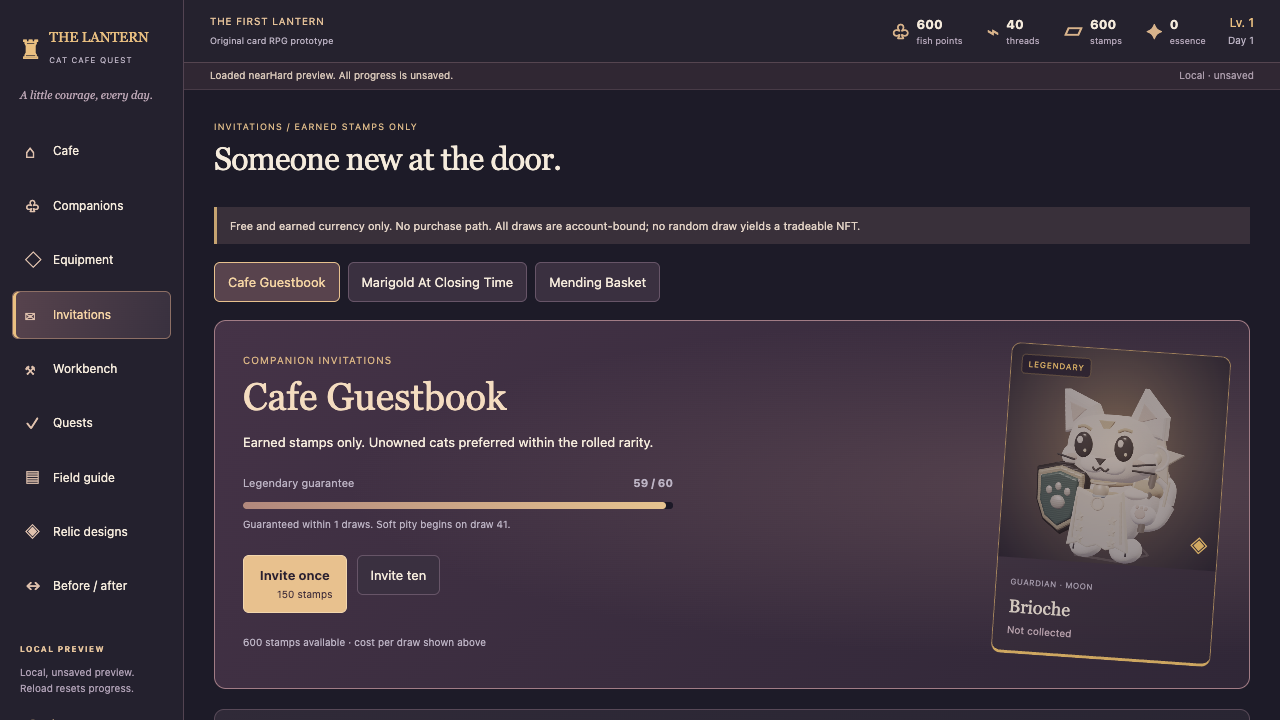 THE LANTERN
CAT CAFE QUEST
A little courage, every day.
Cafe
Companions
Equipment
Invitations
Workbench
Quests
Field guide
Relic designs
Before / after
LOCAL PREVIEW
Local, unsaved preview.
Reload resets progress.
THE FIRST LANTERN
Original card RPG prototype
600
fish points
40
threads
600
stamps
0
essence
Lv. 1
Day 1
Loaded nearHard preview. All progress is unsaved.
Local · unsaved
INVITATIONS / EARNED STAMPS ONLY
Someone new at the door.
Free and earned currency only. No purchase path. All draws are account-bound; no random draw yields a tradeable NFT.
Cafe Guestbook
Marigold At Closing Time
Mending Basket
COMPANION INVITATIONS
Cafe Guestbook
Earned stamps only. Unowned cats preferred within the rolled rarity.
Legendary guarantee
59 / 60
Guaranteed within 1 draws. Soft pity begins on draw 41.
Invite once
150 stamps
Invite ten
600 stamps available · cost per draw shown above
LEGENDARY
GUARDIAN · MOON
Brioche
Not collected